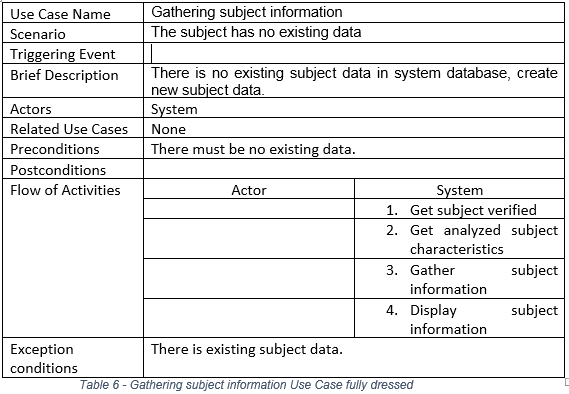 Use Case Name Gathering subject information
Scenario The subject has no existing data
Triggering Event
Brief Description There is no existing subject data in system database, create
new subject data.
Actors System
Related Use Cases None
Preconditions There must be no existing data.
Postconditions
Flow of Activities Actor System
1. Get subject verified
2. Get analyzed subject
characteristics
3. Gather subject
information
4. Display subject
information
Exception There is existing subject data.
conditions
Table 6 - Gathering subject information Use Case fully dressed